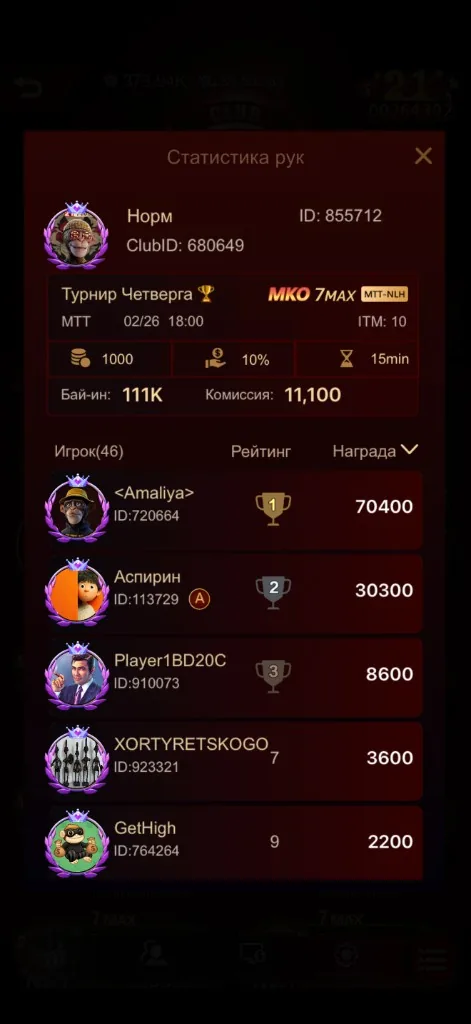 Статистика рук
Норм
ID: 855712
ClubID: 680649
Турнир Четверга
MKO 7MAX MTT-NLH
MTT 02/26 18:00
ITM: 10
1000
10%
15min
Бай-ин: 111K
Комиссия: 11,100
Игрок(46) Рейтинг Награда
<Amaliya>
ID:720664
1
70400
Аспирин
ID:113729 A
2
30300
Player1BD20C
ID:910073
3
8600
XORTYRETSKOGO
ID:923321
7
3600
GetHigh
ID:764264
9
2200
7MAX 7MAX